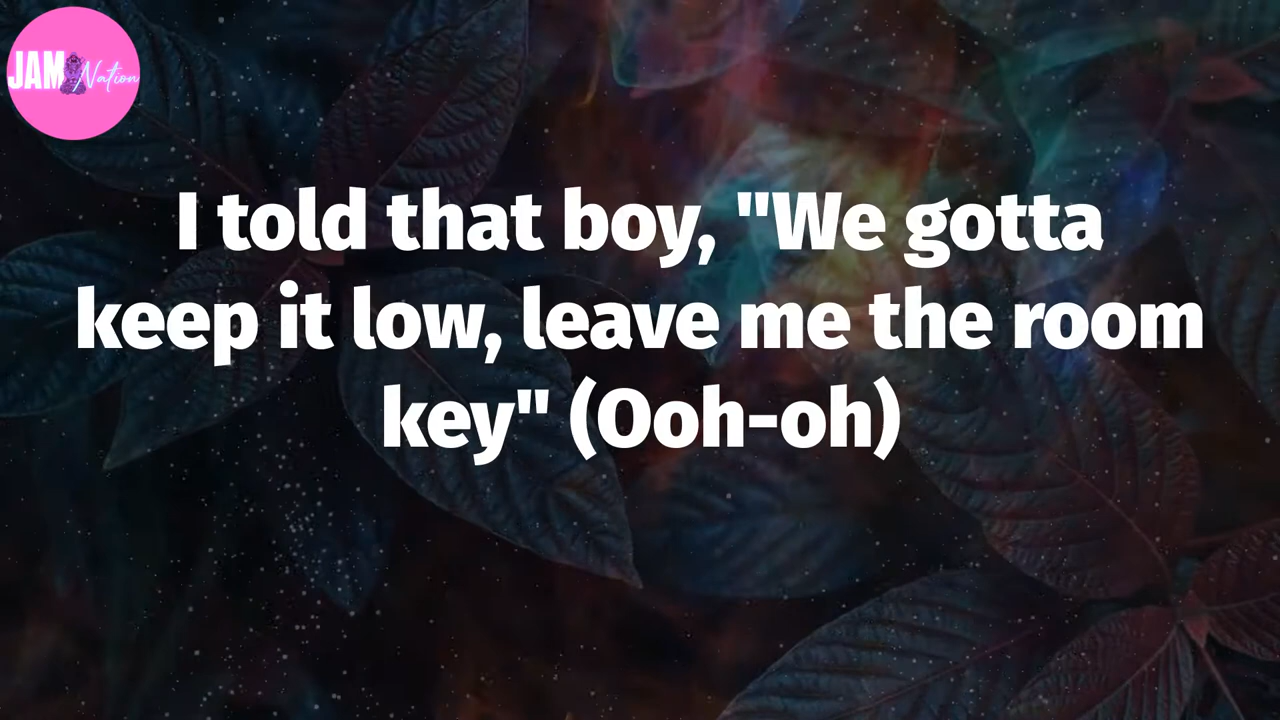 JAM Nation
I told that boy, "We gotta
keep it low, leave me the room
key" (Ooh-oh)